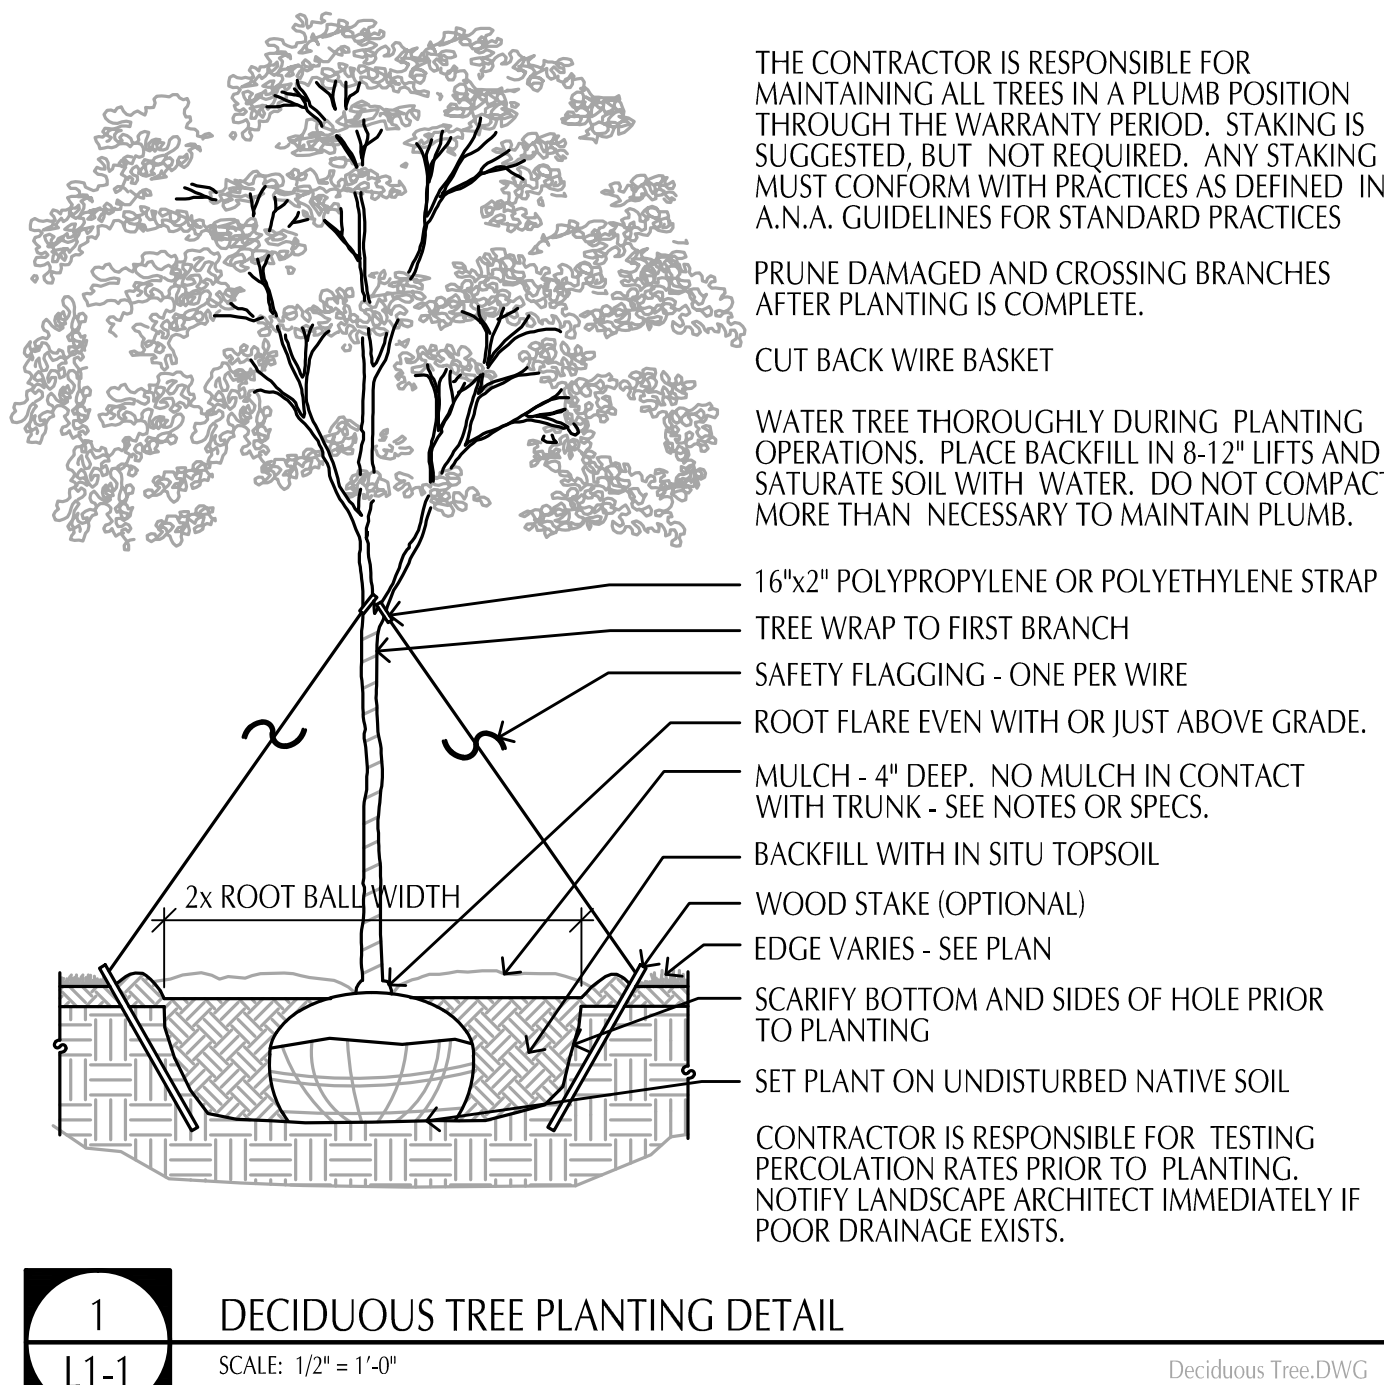 THE CONTRACTOR IS RESPONSIBLE FOR
MAINTAINING ALL TREES IN A PLUMB POSITION
THROUGH THE WARRANTY PERIOD. STAKING IS
SUGGESTED, BUT NOT REQUIRED. ANY STAKING
MUST CONFORM WITH PRACTICES AS DEFINED IN
A.N.A. GUIDELINES FOR STANDARD PRACTICES
PRUNE DAMAGED AND CROSSING BRANCHES
AFTER PLANTING IS COMPLETE.
CUT BACK WIRE BASKET
WATER TREE THOROUGHLY DURING PLANTING
OPERATIONS. PLACE BACKFILL IN 8-12" LIFTS AND
SATURATE SOIL WITH WATER. DO NOT COMPACT
MORE THAN NECESSARY TO MAINTAIN PLUMB.
16"x2" POLYPROPYLENE OR POLYETHYLENE STRAP
TREE WRAP TO FIRST BRANCH
SAFETY FLAGGING - ONE PER WIRE
ROOT FLARE EVEN WITH OR JUST ABOVE GRADE.
MULCH - 4" DEEP. NO MULCH IN CONTACT
WITH TRUNK - SEE NOTES OR SPECS.
BACKFILL WITH IN SITU TOPSOIL
2x ROOT BALL WIDTH
WOOD STAKE (OPTIONAL)
EDGE VARIES - SEE PLAN
SCARIFY BOTTOM AND SIDES OF HOLE PRIOR
TO PLANTING
SET PLANT ON UNDISTURBED NATIVE SOIL
CONTRACTOR IS RESPONSIBLE FOR TESTING
PERCOLATION RATES PRIOR TO PLANTING.
NOTIFY LANDSCAPE ARCHITECT IMMEDIATELY IF
POOR DRAINAGE EXISTS.
1
L1-1
DECIDUOUS TREE PLANTING DETAIL
SCALE: 1/2" = 1'-0"
Deciduous Tree.DWG